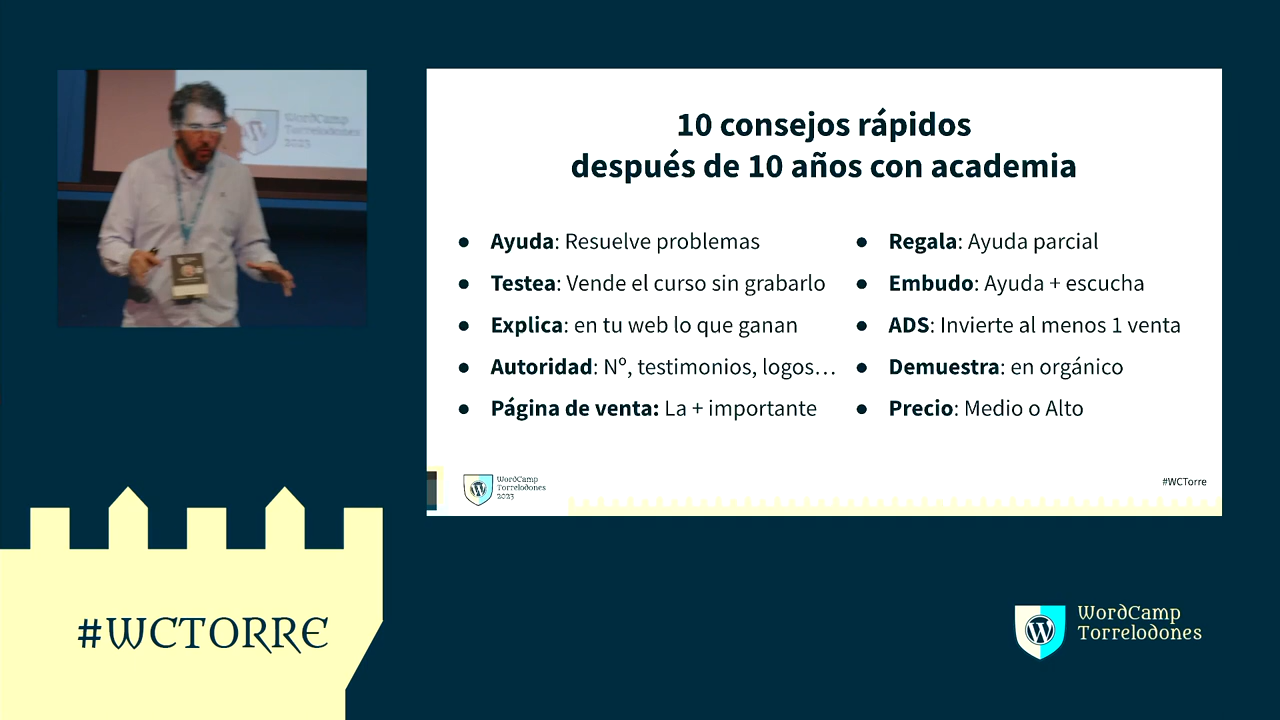 WordCamp
Torrelodones
2023
10 consejos rápidos
después de 10 años con academia
● Ayuda: Resuelve problemas
● Testea: Vende el curso sin grabarlo
● Explica: en tu web lo que ganan
● Autoridad: Nº, testimonios, logos…
● Página de venta: La + importante
● Regala: Ayuda parcial
● Embudo: Ayuda + escucha
● ADS: Invierte al menos 1 venta
● Demuestra: en orgánico
● Precio: Medio o Alto
WordCamp
Torrelodones
2023
#WCTorre
#WCTORRE
WordCamp
Torrelodones